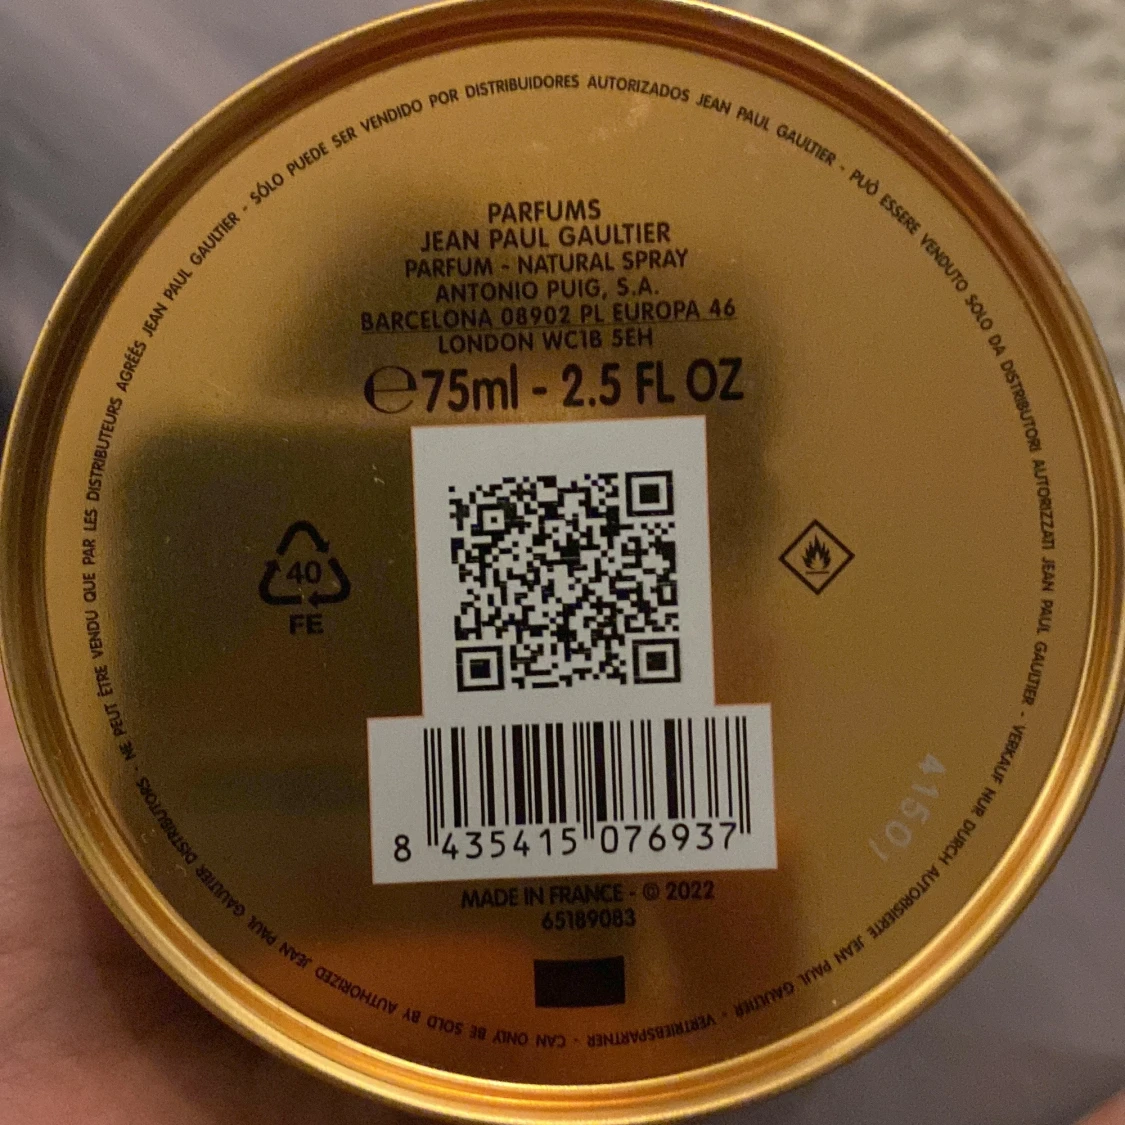 SÓLO PUEDE SER VENDIDO POR DISTRIBUIDORES AUTORIZADOS JEAN PAUL GAULTIER - PUÒ ESSERE VENDUTO SOLO DA DISTRIBUTORI AUTORIZZATI JEAN PAUL GAULTIER - VERKAUF NUR DURCH AUTORISIERTE JEAN PAUL GAULTIER - VERTRIEBSPARTNER - CAN ONLY BE SOLD BY AUTHORIZED JEAN PAUL GAULTIER DISTRIBUTORS - NE PEUT ÊTRE VENDU QUE PAR LES DISTRIBUTEURS AGRÉÉS JEAN PAUL GAULTIER -
PARFUMS
JEAN PAUL GAULTIER
PARFUM - NATURAL SPRAY
ANTONIO PUIG, S.A.
BARCELONA 08902 PL EUROPA 46
LONDON WC1B 5EH
℮75ml - 2.5 FL OZ
40
FE
8 435415 076937
41501
MADE IN FRANCE - © 2022
65189083